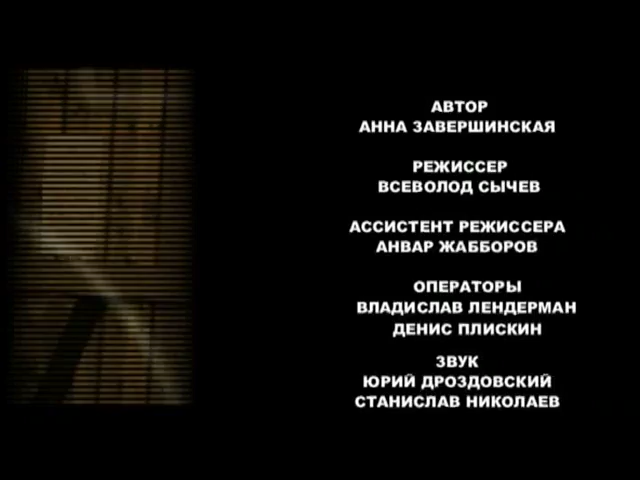 АВТОР
АННА ЗАВЕРШИНСКАЯ
РЕЖИССЕР
ВСЕВОЛОД СЫЧЕВ
АССИСТЕНТ РЕЖИССЕРА
АНВАР ЖАББОРОВ
ОПЕРАТОРЫ
ВЛАДИСЛАВ ЛЕНДЕРМАН
ДЕНИС ПЛИСКИН
ЗВУК
ЮРИЙ ДРОЗДОВСКИЙ
СТАНИСЛАВ НИКОЛАЕВ